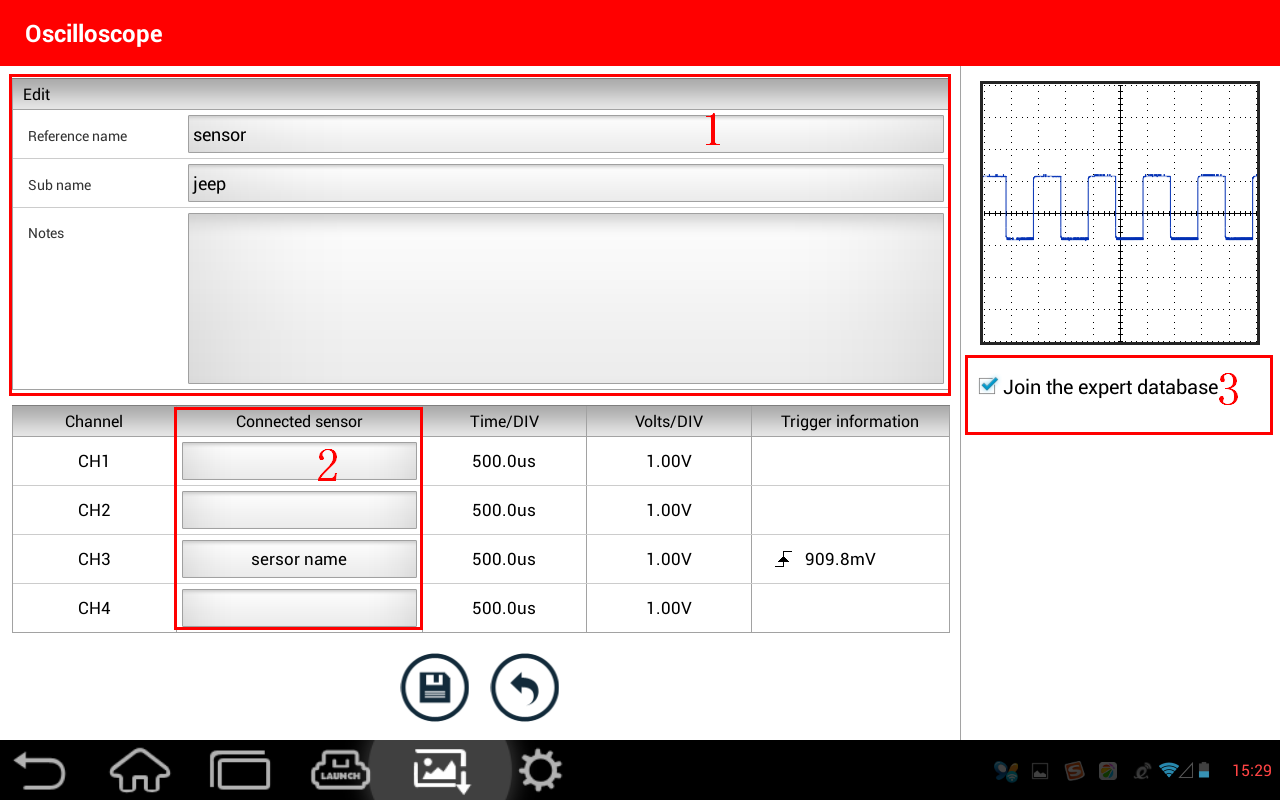 Oscilloscope
Edit
Reference name sensor 1
Sub name jeep
Notes
Join the expert database 3
Channel Connected sensor Time/DIV Volts/DIV Trigger information
CH1 2 500.0us 1.00V
CH2 500.0us 1.00V
CH3 sersor name 500.0us 1.00V 909.8mV
CH4 500.0us 1.00V
LAUNCH
15:29